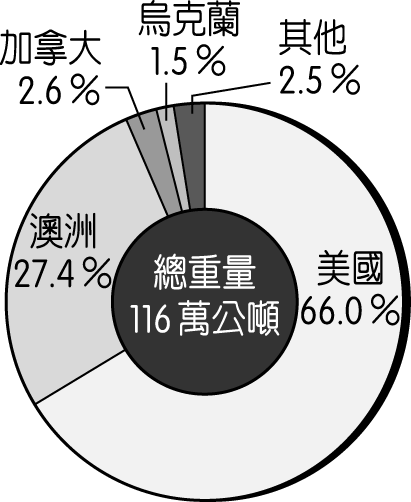 烏克蘭
1.5%
其他
2.5%
加拿大
2.6%
澳洲
27.4%
總重量
116萬公噸
美國
66.0%